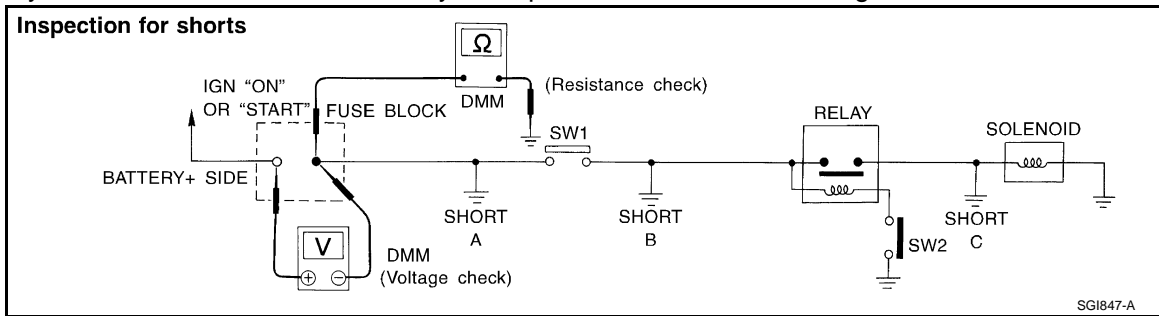 Inspection for shorts
Ω
IGN “ON”
OR “START”
FUSE BLOCK
DMM
(Resistance check)
SW1
RELAY
SOLENOID
BATTERY+ SIDE
SHORT
A
SHORT
B
SHORT
C
SW2
V
+ −
DMM
(Voltage check)
SGI847-A